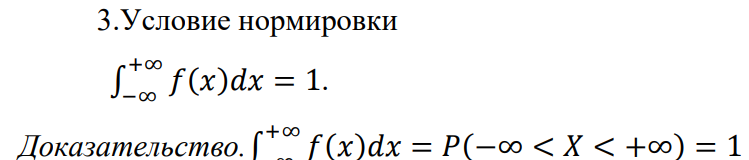 3.Условие нормировки
∫_{−∞}^{+∞} f(x)dx = 1.
Доказательство. ∫_{−∞}^{+∞} f(x)dx = P(−∞ < X < +∞) = 1